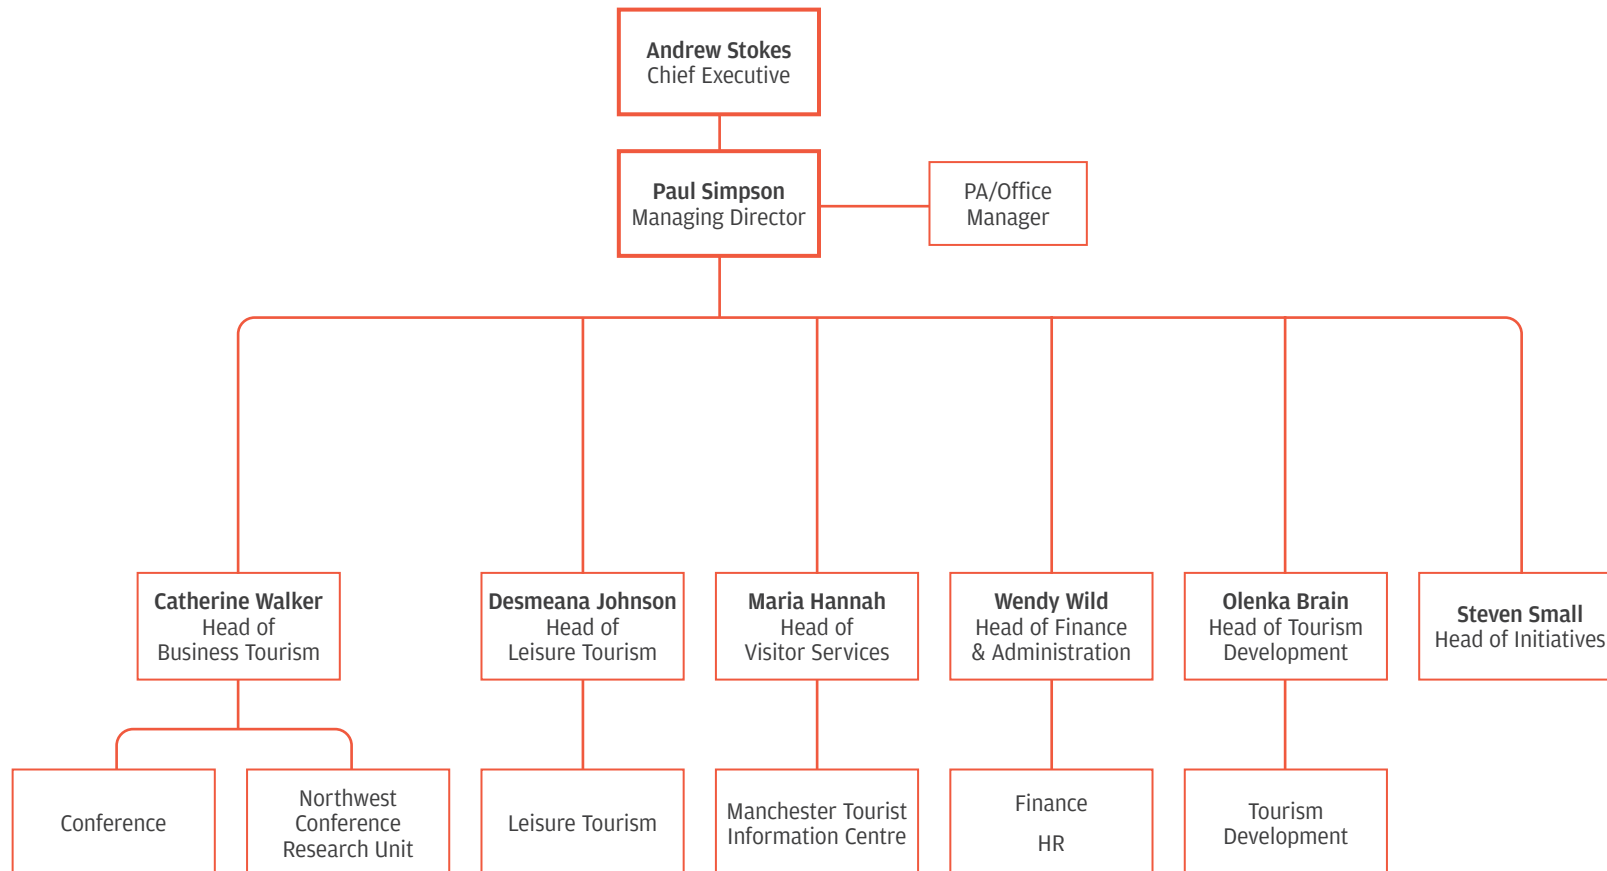 Andrew Stokes
Chief Executive
Paul Simpson
Managing Director
PA/Office
Manager
Catherine Walker
Head of
Business Tourism
Desmeana Johnson
Head of
Leisure Tourism
Maria Hannah
Head of
Visitor Services
Wendy Wild
Head of Finance
& Administration
Olenka Brain
Head of Tourism
Development
Steven Small
Head of Initiatives
Conference
Northwest
Conference
Research Unit
Leisure Tourism
Manchester Tourist
Information Centre
Finance
HR
Tourism
Development